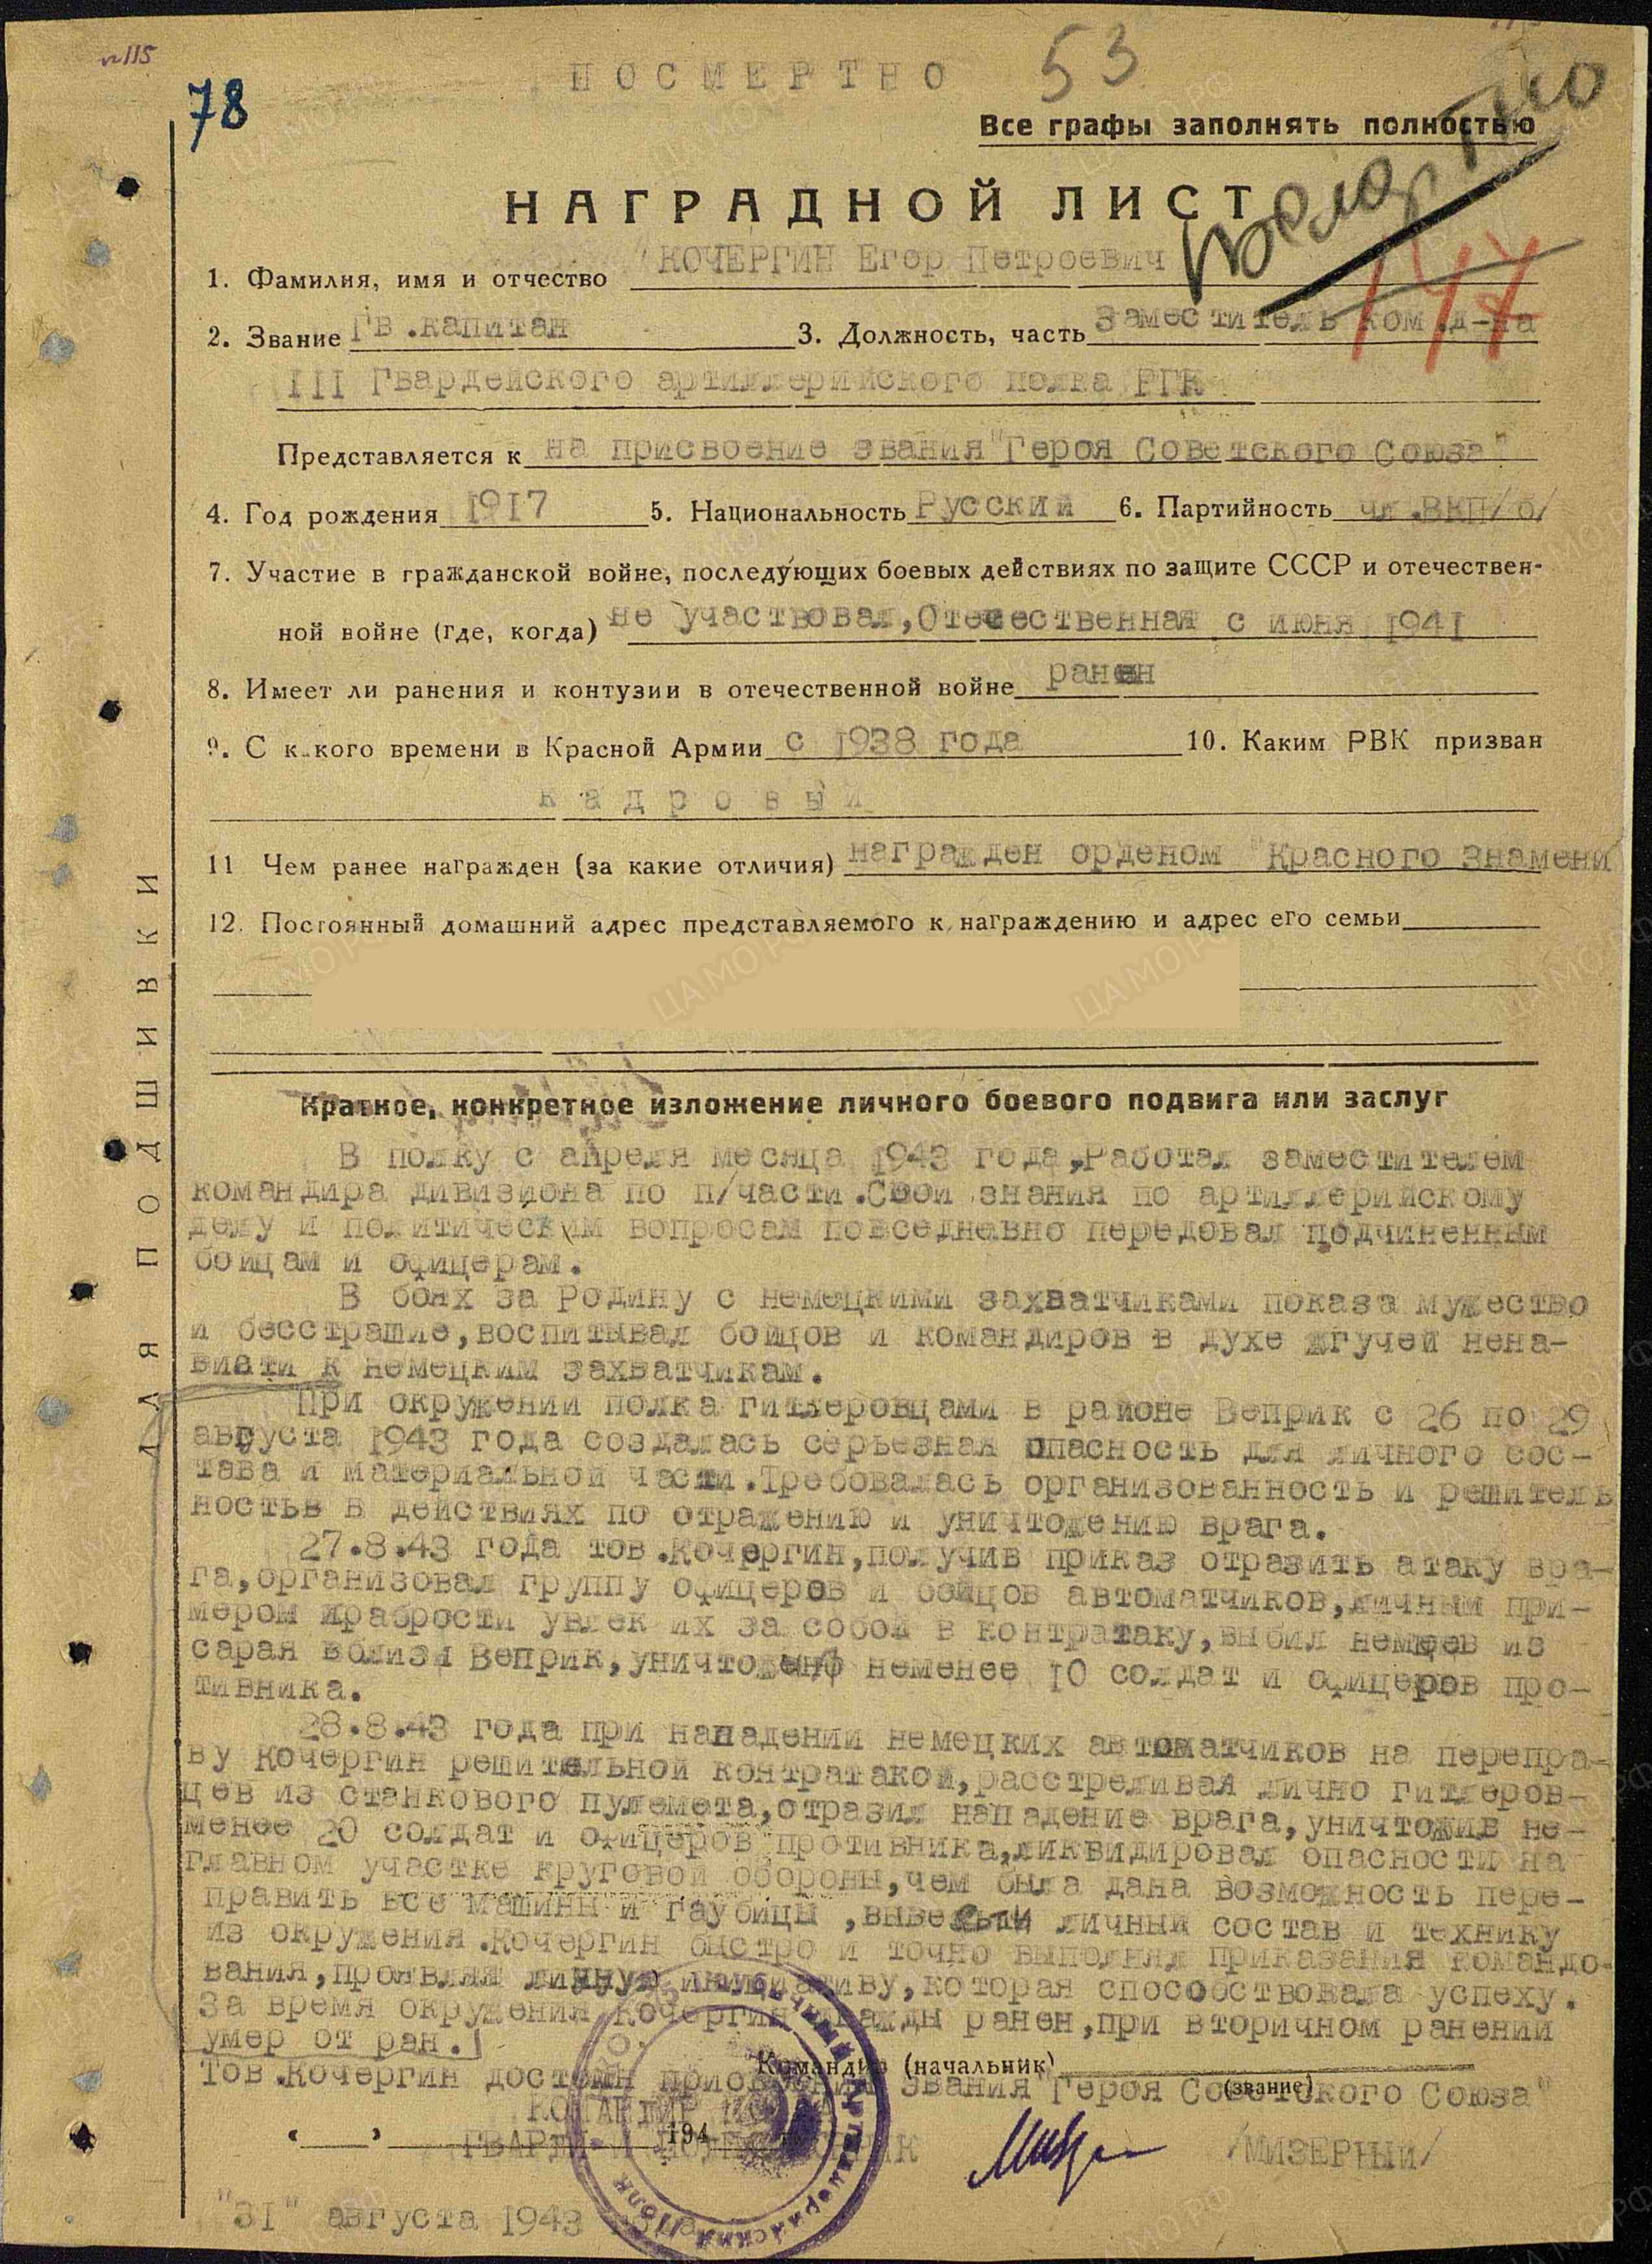 №115
ПОСМЕРТНО
53
78
Все графы заполнять полностью
НАГРАДНОЙ ЛИСТ
147
1. Фамилия, имя и отчество КОЧЕРГИН Егор Петрович
2. Звание Гв.капитан 3. Должность, часть Заместитель ком.д-на
III Гвардейского артиллерийского полка РГК
Представляется к на присвоение звания "Героя Советского Союза"
4. Год рождения 1917 5. Национальность Русский 6. Партийность чл.ВКП/б/
7. Участие в гражданской войне, последующих боевых действиях по защите СССР и отечествен-
ной войне (где, когда) не участвовал,Отечественная с июня 1941
8. Имеет ли ранения и контузии в отечественной войне ранен
9. С какого времени в Красной Армии с 1938 года 10. Каким РВК призван
кадровый
11 Чем ранее награжден (за какие отличия) награжден орденом "Красного Знамени
12. Постоянный домашний адрес представляемого к награждению и адрес его семьи
ДЛЯ ПОДШИВКИ
Краткое, конкретное изложение личного боевого подвига или заслуг
В полку с апреля месяца 1943 года,Работал заместителем
командира дивизиона по п/части.Свои знания по артиллерийскому
делу и политическим вопросам повседневно передовал подчиненным
бойцам и офицерам.
В боях за Родину с немецкими захватчиками показа мужество
и бесстрашие,воспитывал бойцов и командиров в духе жгучей нена-
висти к немецким захватчикам.
При окружении полка гитлеровцами в районе Веприк с 26 по 29
августа 1943 года создалась серьезная опасность для личного сос-
тава и материальной части.Требовалась организованность и решитель
ностьв в действиях по отражению и уничтожению врага.
27.8.43 года тов.Кочергин,получив приказ отразить атаку вра-
га,организовал группу офицеров и бойцов автоматчиков,личным при-
мером храбрости увлек их за собой в контратаку,выбил немцев из
сарая вблизи Веприк, неменее 10 солдат и офицеров про-
тивника.
28.8.43 года при нападении немецких автоматчиков на перепра-
ву Кочергин решительной контратакой,расстреливая лично гитлеров-
цев из станкового пулемета,отразил нападение врага,уничтожив не-
менее 20 солдат и офицеров противника,ликвидировал опасности на
главном участке круговой обороны,чем была дана возможность пере-
править все машины и гаубицы, личный состав и технику
из окружения.Кочергин быстро и точно выполнял приказания командо-
вания,проявлял личную инициативу,которая способствовала успеху.
За время окружения Кочергин дважды ранен,при вторичном ранении
умер от ран.
Тов.Кочергин достоин присвоения звания "Героя Советского Союза"
Командир (начальник)
(звание)
КОМАНДИР ПОЛКА
ГВАРДИИ ПОДПОЛКОВНИК /МИЗЕРНЫЙ/
194
"31" августа 1943
Артиллерийский Полк
ЦАМО РФ